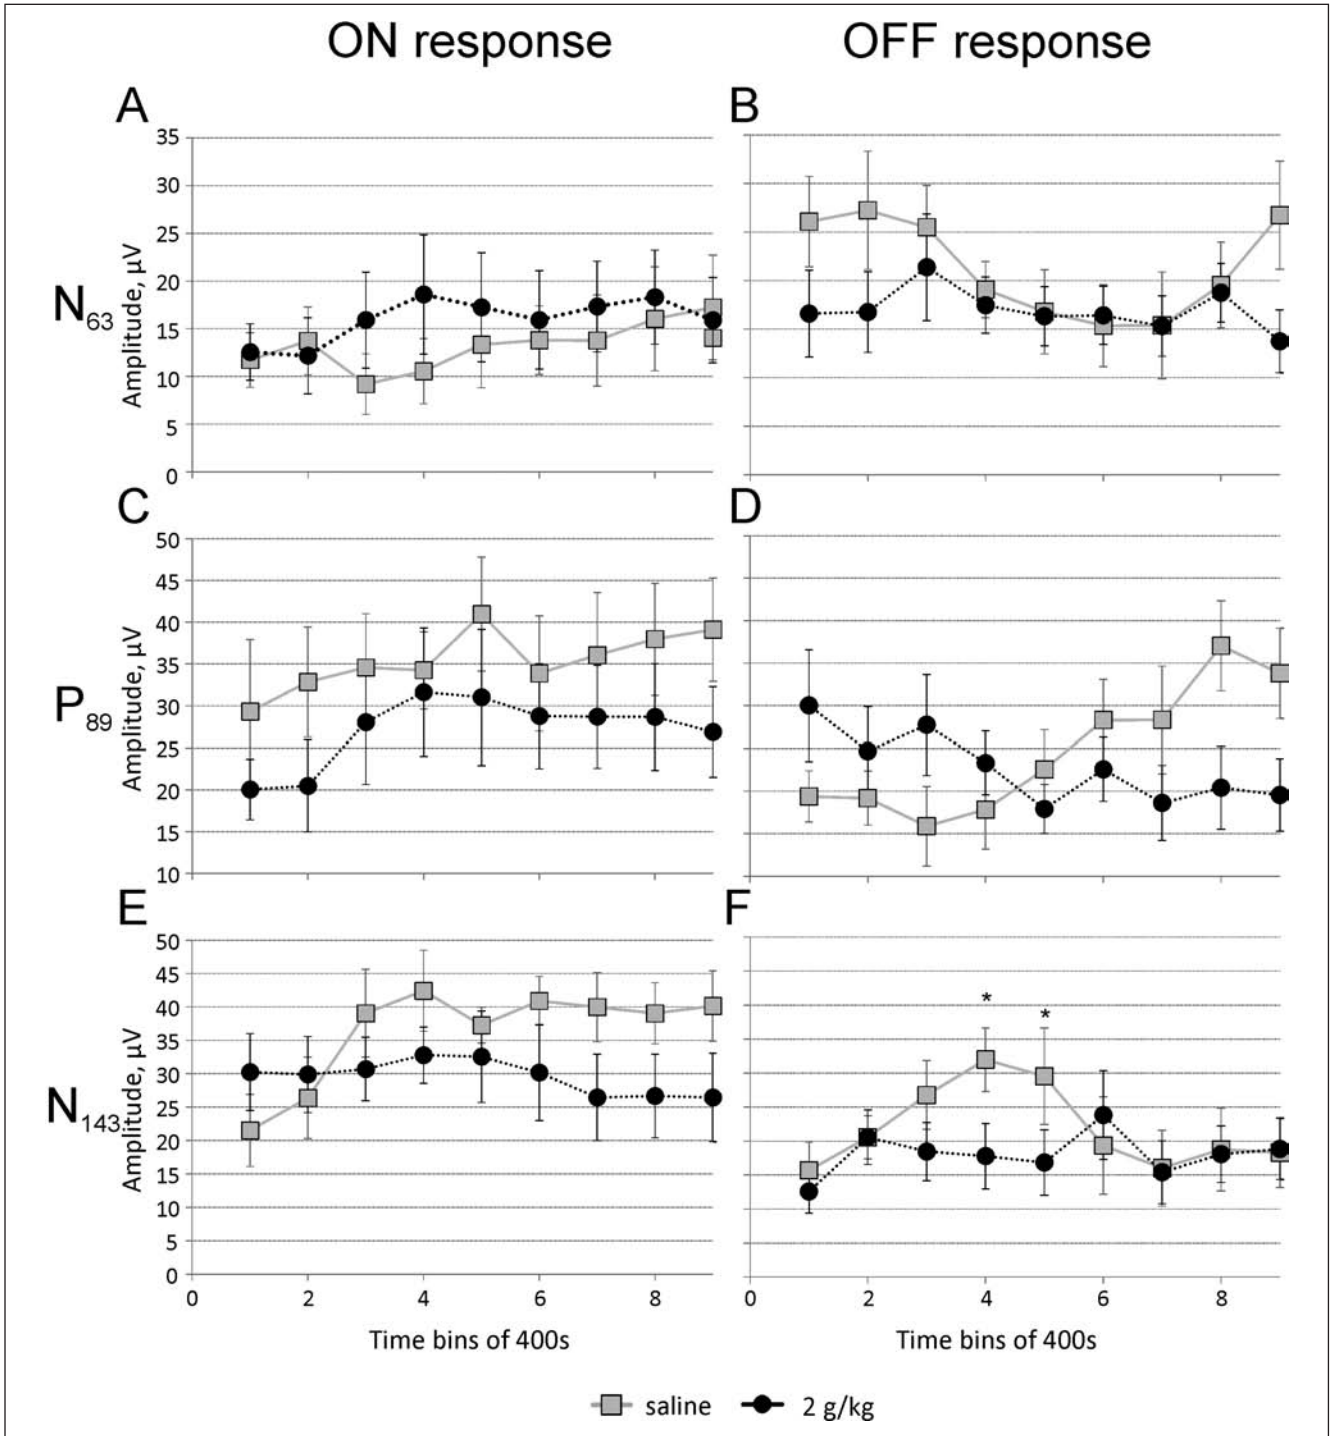 ON response
OFF response
A
B
35
30
25
20
15
10
5
0
Amplitude, µV
N63
C
D
50
45
40
35
30
25
20
15
10
Amplitude, µV
P89
E
F
50
45
40
35
30
25
20
15
10
5
0
Amplitude, µV
N143
*
*
0 2 4 6 8
0 2 4 6 8
Time bins of 400s
Time bins of 400s
saline
2 g/kg